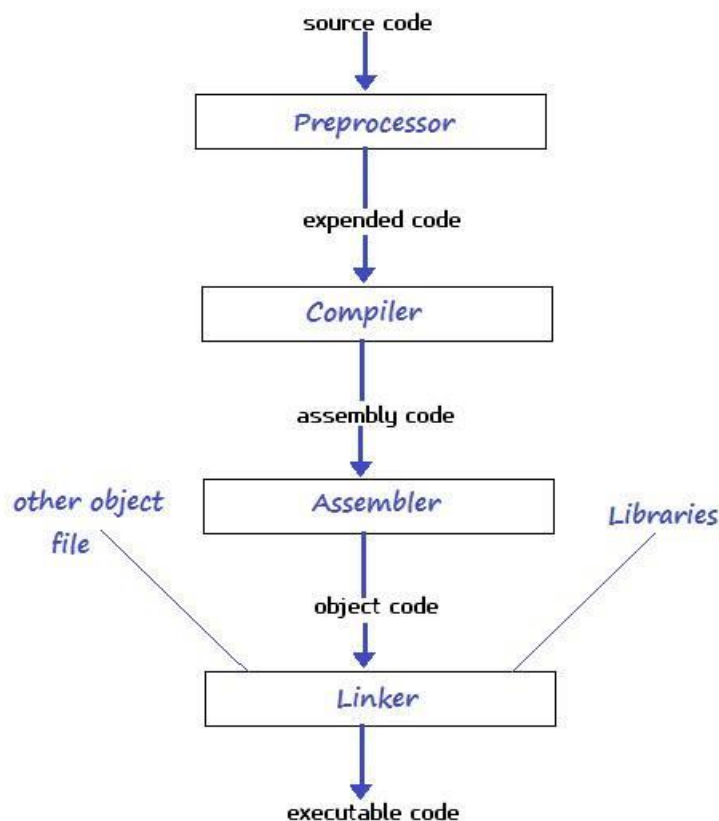 source code
Preprocessor
expended code
Compiler
assembly code
other object
file
Assembler
Libraries
object code
Linker
executable code